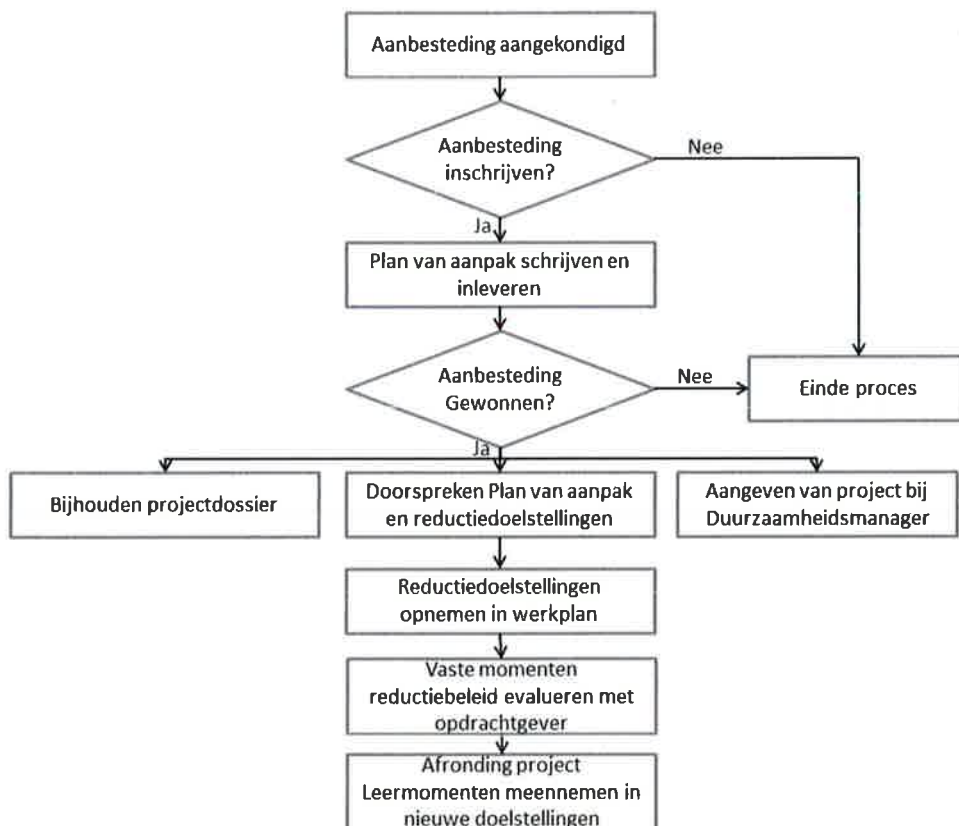 Aanbesteding aangekondigd
Aanbesteding
inschrijven?
Nee
Ja
Plan van aanpak schrijven en
inleveren
Aanbesteding
Gewonnen?
Nee
Einde proces
Ja
Bijhouden projectdossier
Doorspreken Plan van aanpak
en reductiedoelstellingen
Aangeven van project bij
Duurzaamheidsmanager
Reductiedoelstellingen
opnemen in werkplan
Vaste momenten
reductiebeleid evalueren met
opdrachtgever
Afronding project
Leermomenten meennemen in
nieuwe doelstellingen